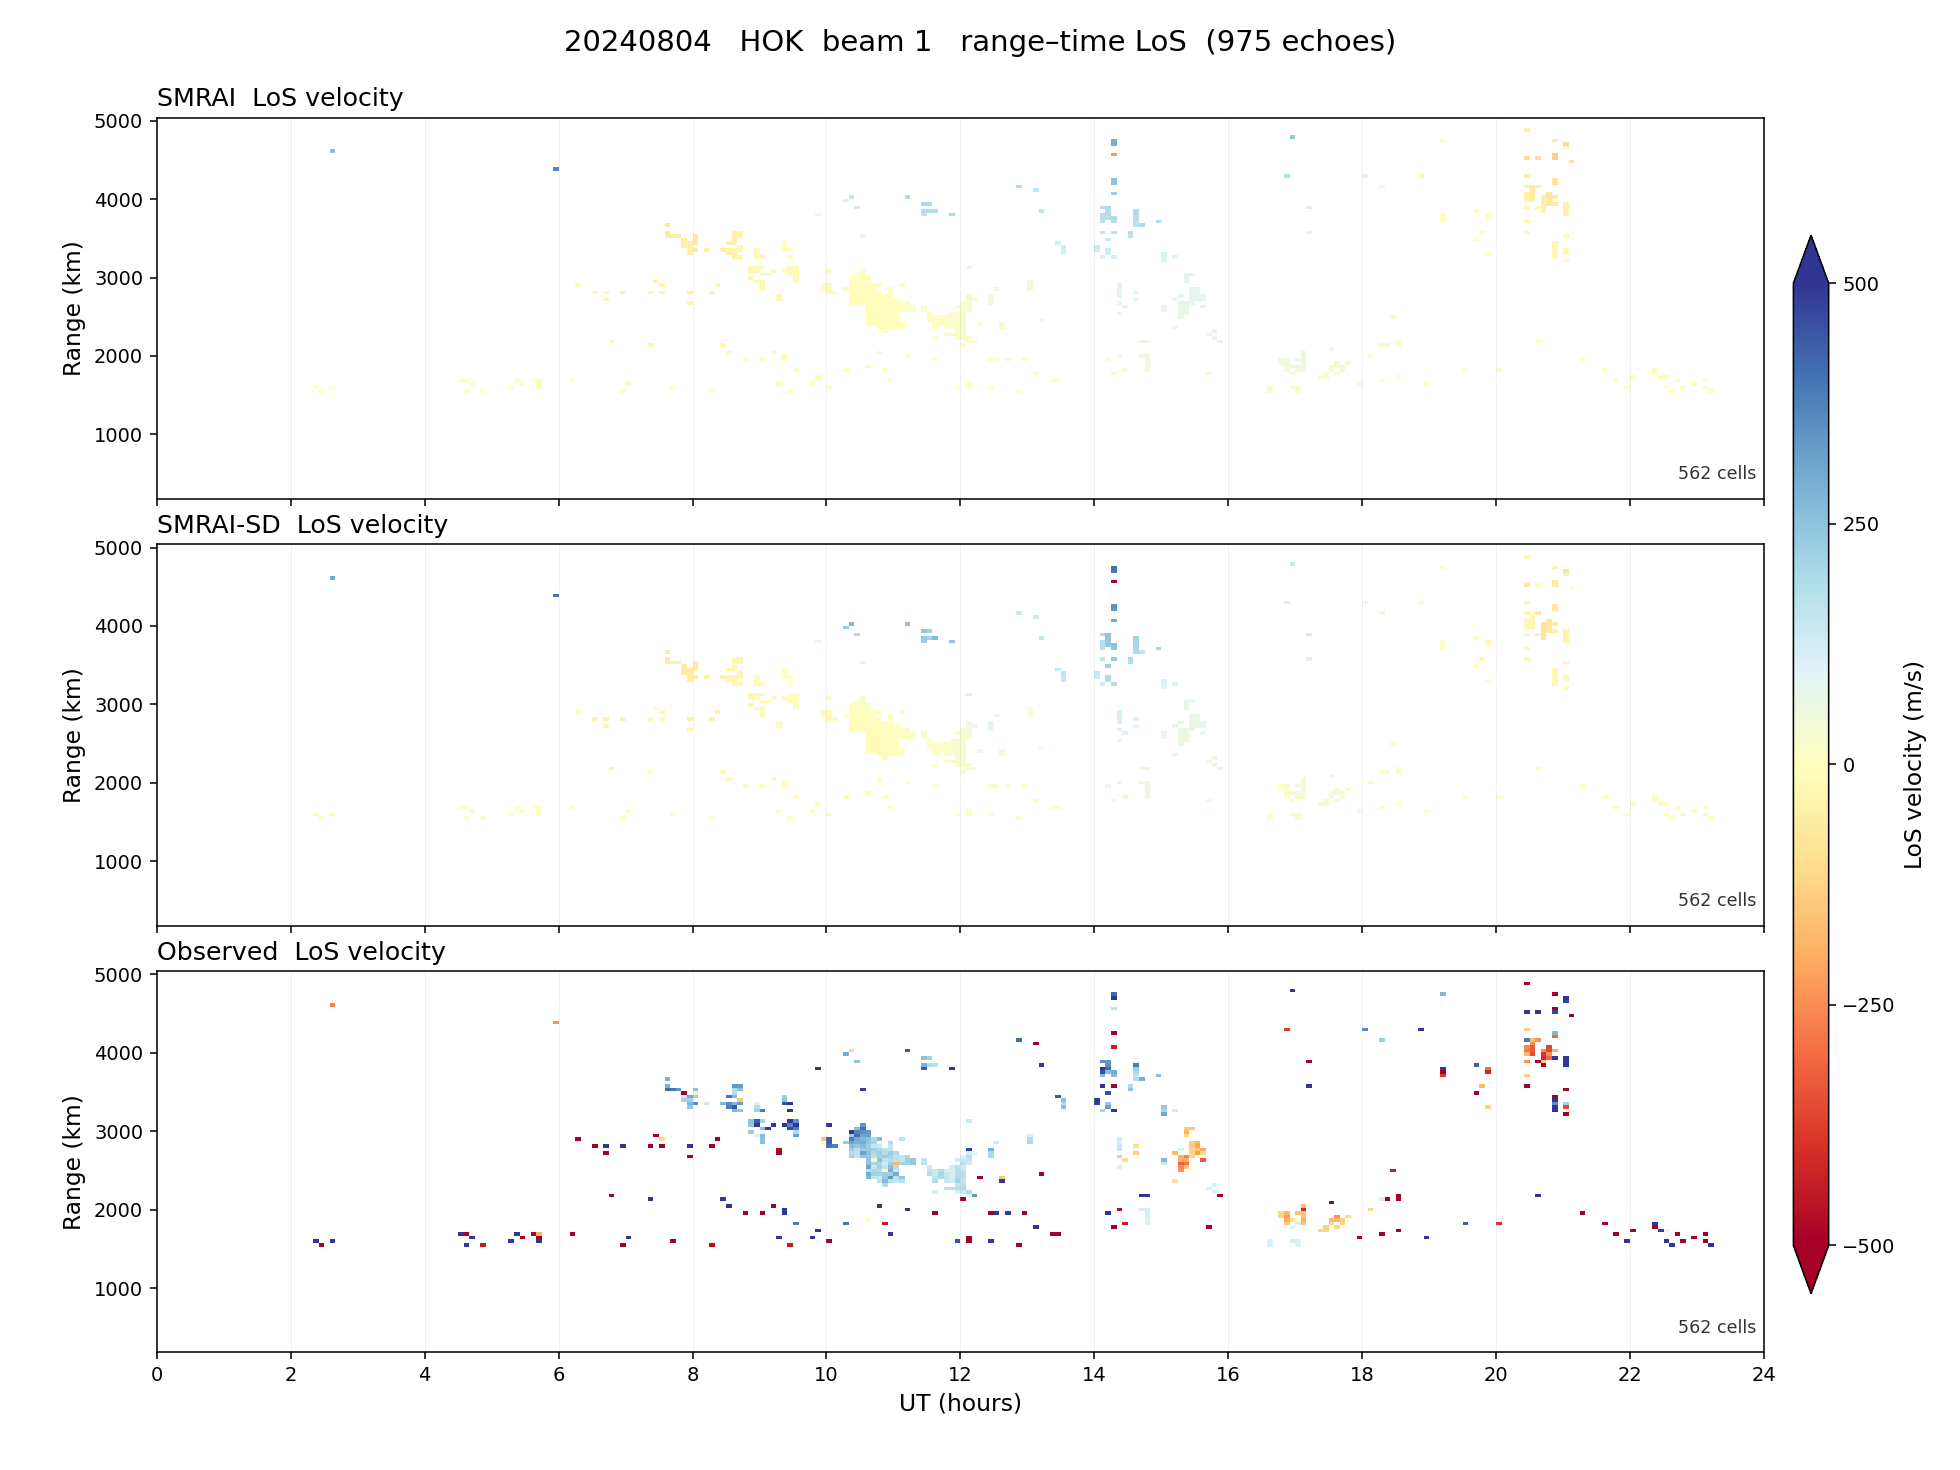 20240804   HOK  beam 1   range–time LoS  (975 echoes)
SMRAI  LoS velocity
5000
4000
3000
2000
1000
Range (km)
562 cells
SMRAI-SD  LoS velocity
5000
4000
3000
2000
1000
Range (km)
562 cells
Observed  LoS velocity
5000
4000
3000
2000
1000
Range (km)
562 cells
0 2 4 6 8 10 12 14 16 18 20 22 24
UT (hours)
500
250
0
−250
−500
LoS velocity (m/s)